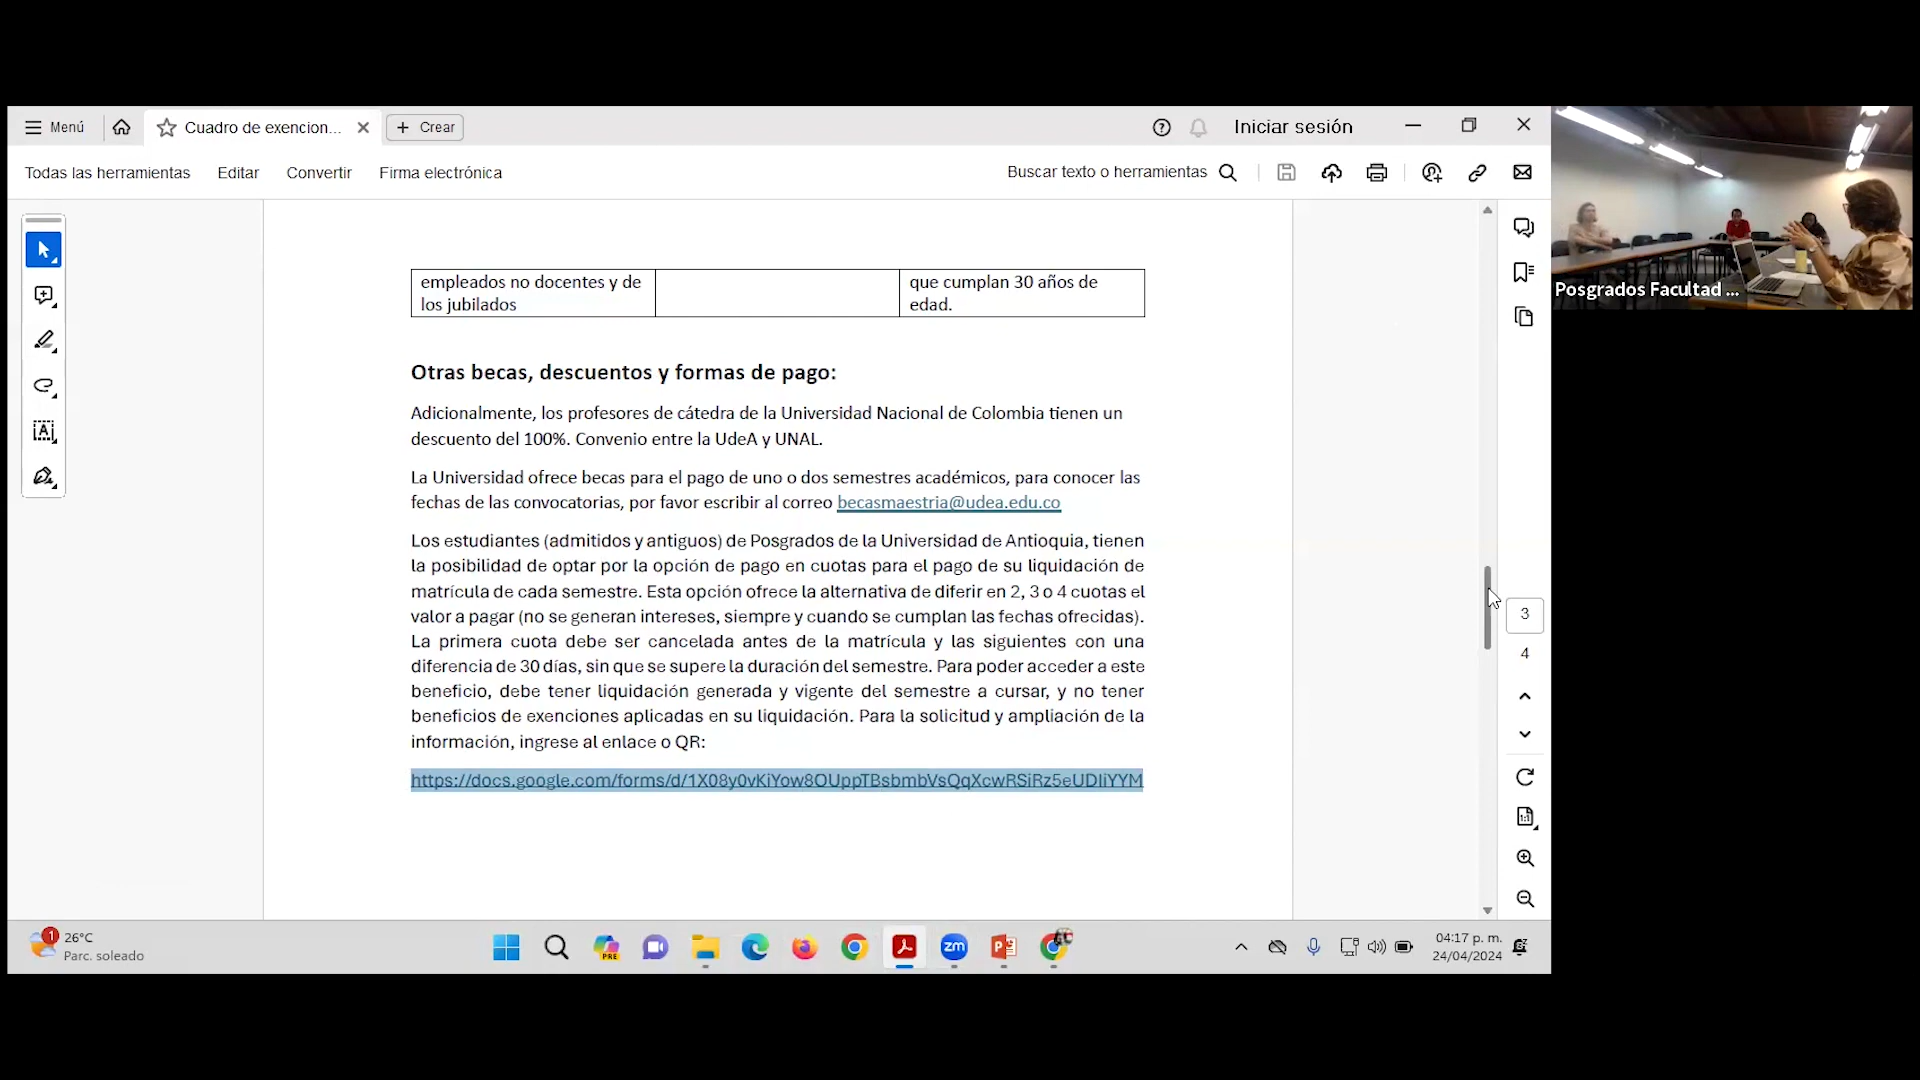 Menú
Cuadro de exencion...
Crear
Iniciar sesión
Todas las herramientas
Editar
Convertir
Firma electrónica
Buscar texto o herramientas
empleados no docentes y de
los jubilados
que cumplan 30 años de
edad.
Otras becas, descuentos y formas de pago:
Adicionalmente, los profesores de cátedra de la Universidad Nacional de Colombia tienen un
descuento del 100%. Convenio entre la UdeA y UNAL.
La Universidad ofrece becas para el pago de uno o dos semestres académicos, para conocer las
fechas de las convocatorias, por favor escribir al correo becasmaestria@udea.edu.co
Los estudiantes (admitidos y antiguos) de Posgrados de la Universidad de Antioquia, tienen
la posibilidad de optar por la opción de pago en cuotas para el pago de su liquidación de
matrícula de cada semestre. Esta opción ofrece la alternativa de diferir en 2, 3 o 4 cuotas el
valor a pagar (no se generan intereses, siempre y cuando se cumplan las fechas ofrecidas).
La primera cuota debe ser cancelada antes de la matrícula y las siguientes con una
diferencia de 30 días, sin que se supere la duración del semestre. Para poder acceder a este
beneficio, debe tener liquidación generada y vigente del semestre a cursar, y no tener
beneficios de exenciones aplicadas en su liquidación. Para la solicitud y ampliación de la
información, ingrese al enlace o QR:
https://docs.google.com/forms/d/1X08y0vKiYow8OUppTBsbmbVsQqXcwRSiRz5eUDIiYYM
3
4
Posgrados Facultad ...
1
26°C
Parc. soleado
PRE
zm
04:17 p. m.
24/04/2024